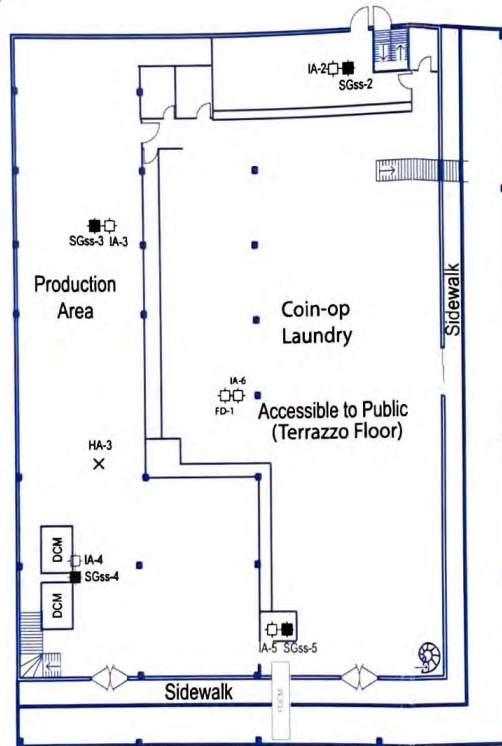 IA-2
SGss-2
SGss-3 IA-3
Production
Area
Coin-op
Laundry
Sidewalk
IA-6
FD-1
Accessible to Public
(Terrazzo Floor)
HA-3
DCM
IA-4
SGss-4
DCM
IA-5 SGss-5
Sidewalk